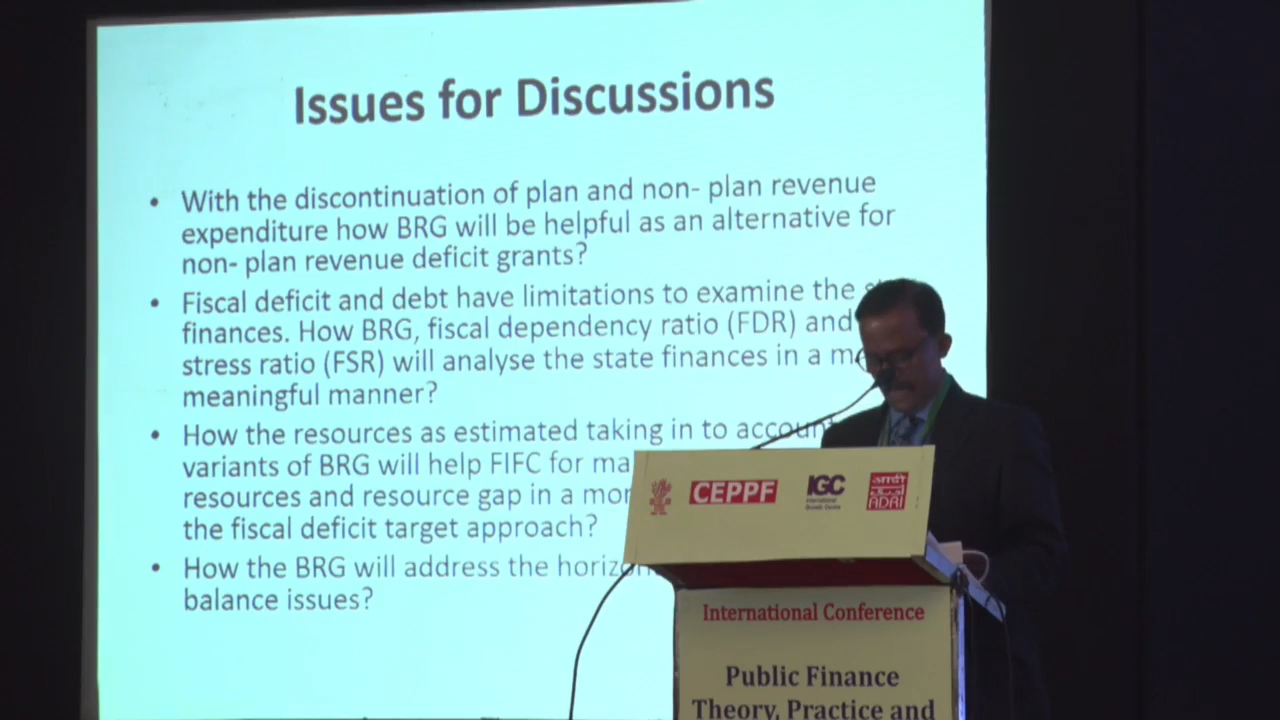 Issues for Discussions
• With the discontinuation of plan and non- plan revenue
expenditure how BRG will be helpful as an alternative for
non- plan revenue deficit grants?
• Fiscal deficit and debt have limitations to examine the
finances. How BRG, fiscal dependency ratio (FDR) and
stress ratio (FSR) will analyse the state finances in a
meaningful manner?
• How the resources as estimated taking in to account
variants of BRG will help FIFC for
resources and resource gap in a
the fiscal deficit target approach?
• How the BRG will address the
balance issues?
CEPPF
IGC
International
Growth Centre
आद्री
ADRI
International Conference
Public Finance
Theory, Practice and